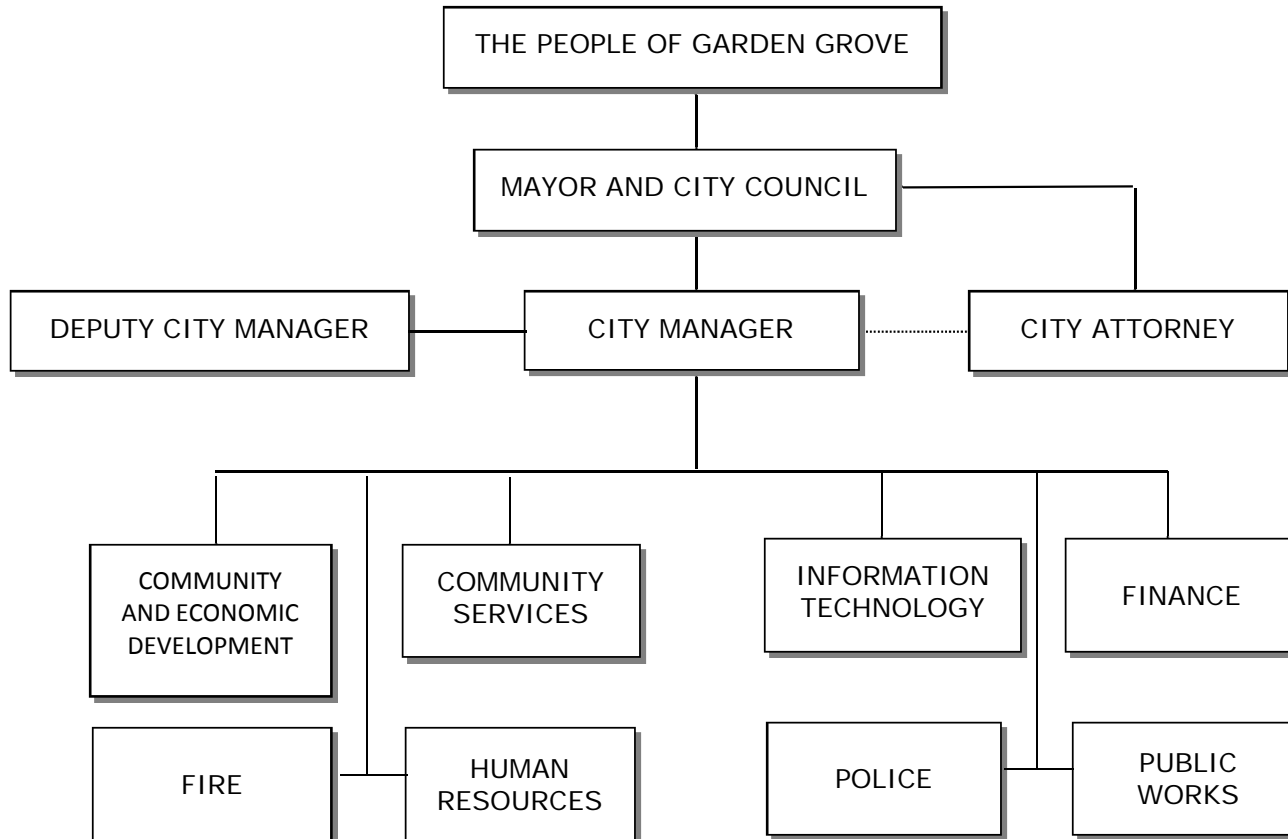 THE PEOPLE OF GARDEN GROVE
MAYOR AND CITY COUNCIL
DEPUTY CITY MANAGER
CITY MANAGER
CITY ATTORNEY
COMMUNITY
AND ECONOMIC
DEVELOPMENT
COMMUNITY
SERVICES
INFORMATION
TECHNOLOGY
FINANCE
FIRE
HUMAN
RESOURCES
POLICE
PUBLIC
WORKS